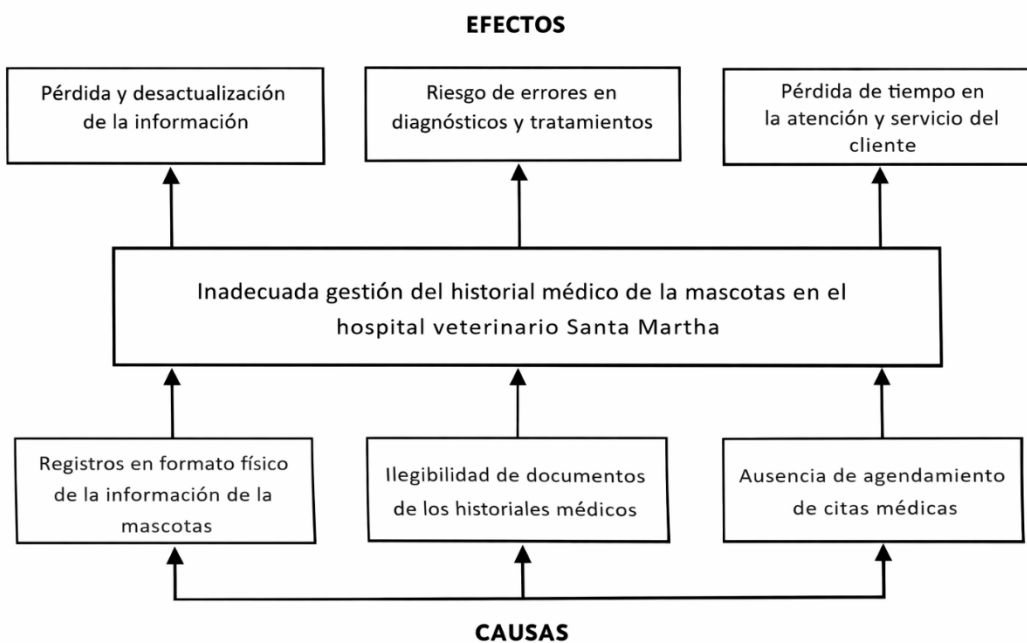 EFECTOS
Pérdida y desactualización
de la información
Riesgo de errores en
diagnósticos y tratamientos
Pérdida de tiempo en
la atención y servicio del
cliente
Inadecuada gestión del historial médico de la mascotas en el
hospital veterinario Santa Martha
Registros en formato físico
de la información de la
mascotas
Ilegibilidad de documentos
de los historiales médicos
Ausencia de agendamiento
de citas médicas
CAUSAS